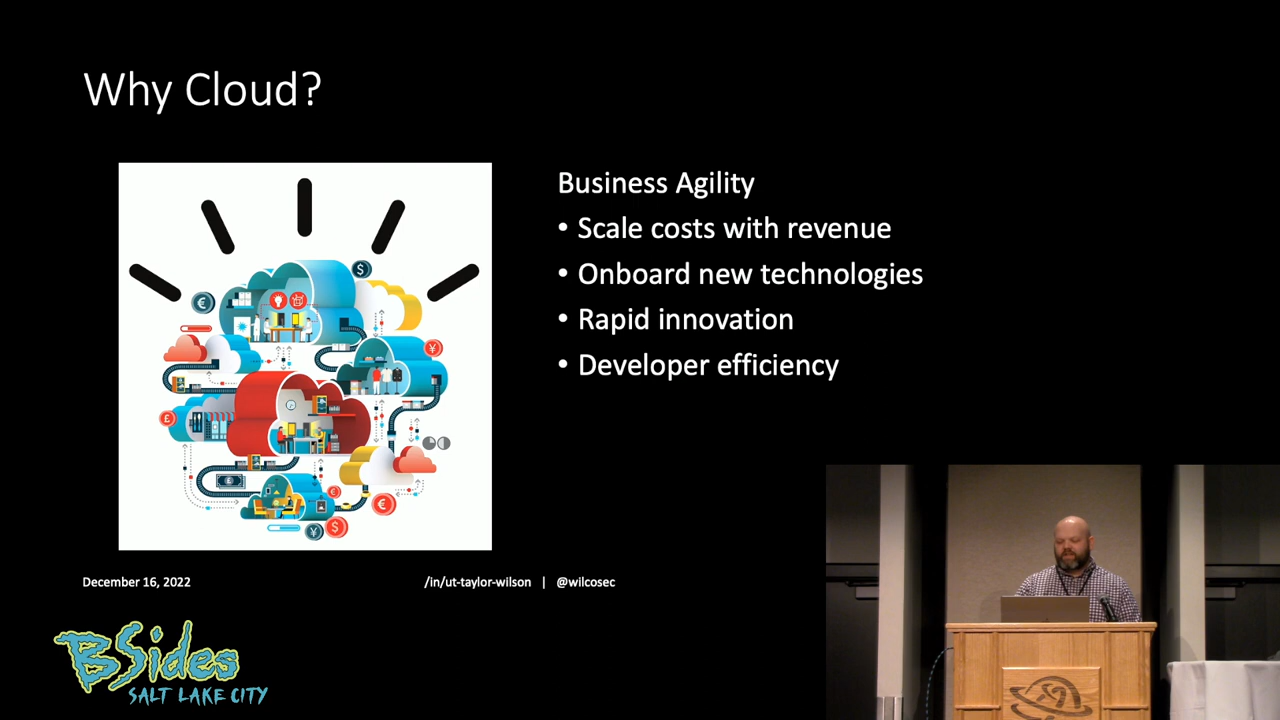 Why Cloud?
Business Agility
• Scale costs with revenue
• Onboard new technologies
• Rapid innovation
• Developer efficiency
December 16, 2022
/in/ut-taylor-wilson | @wilcosec
BSides
SALT LAKE CITY